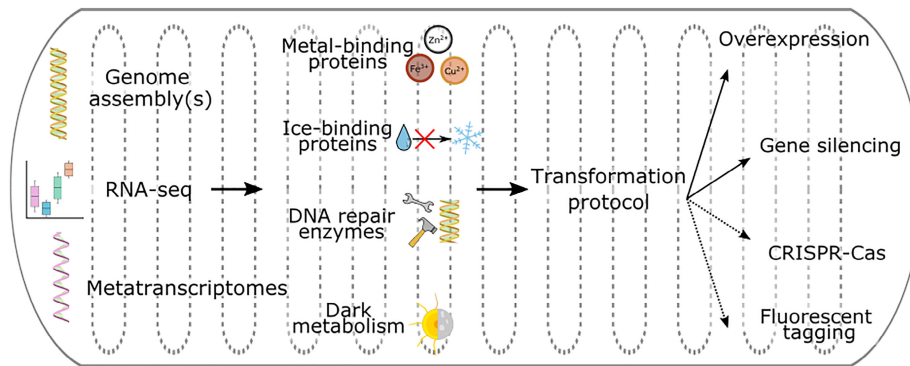 Genome
assembly(s)
RNA-seq
Metatranscriptomes
Metal-binding
proteins
Zn²⁺
Fe³⁺
Cu²⁺
Ice-binding
proteins
DNA repair
enzymes
Dark
metabolism
Transformation
protocol
Overexpression
Gene silencing
CRISPR-Cas
Fluorescent
tagging